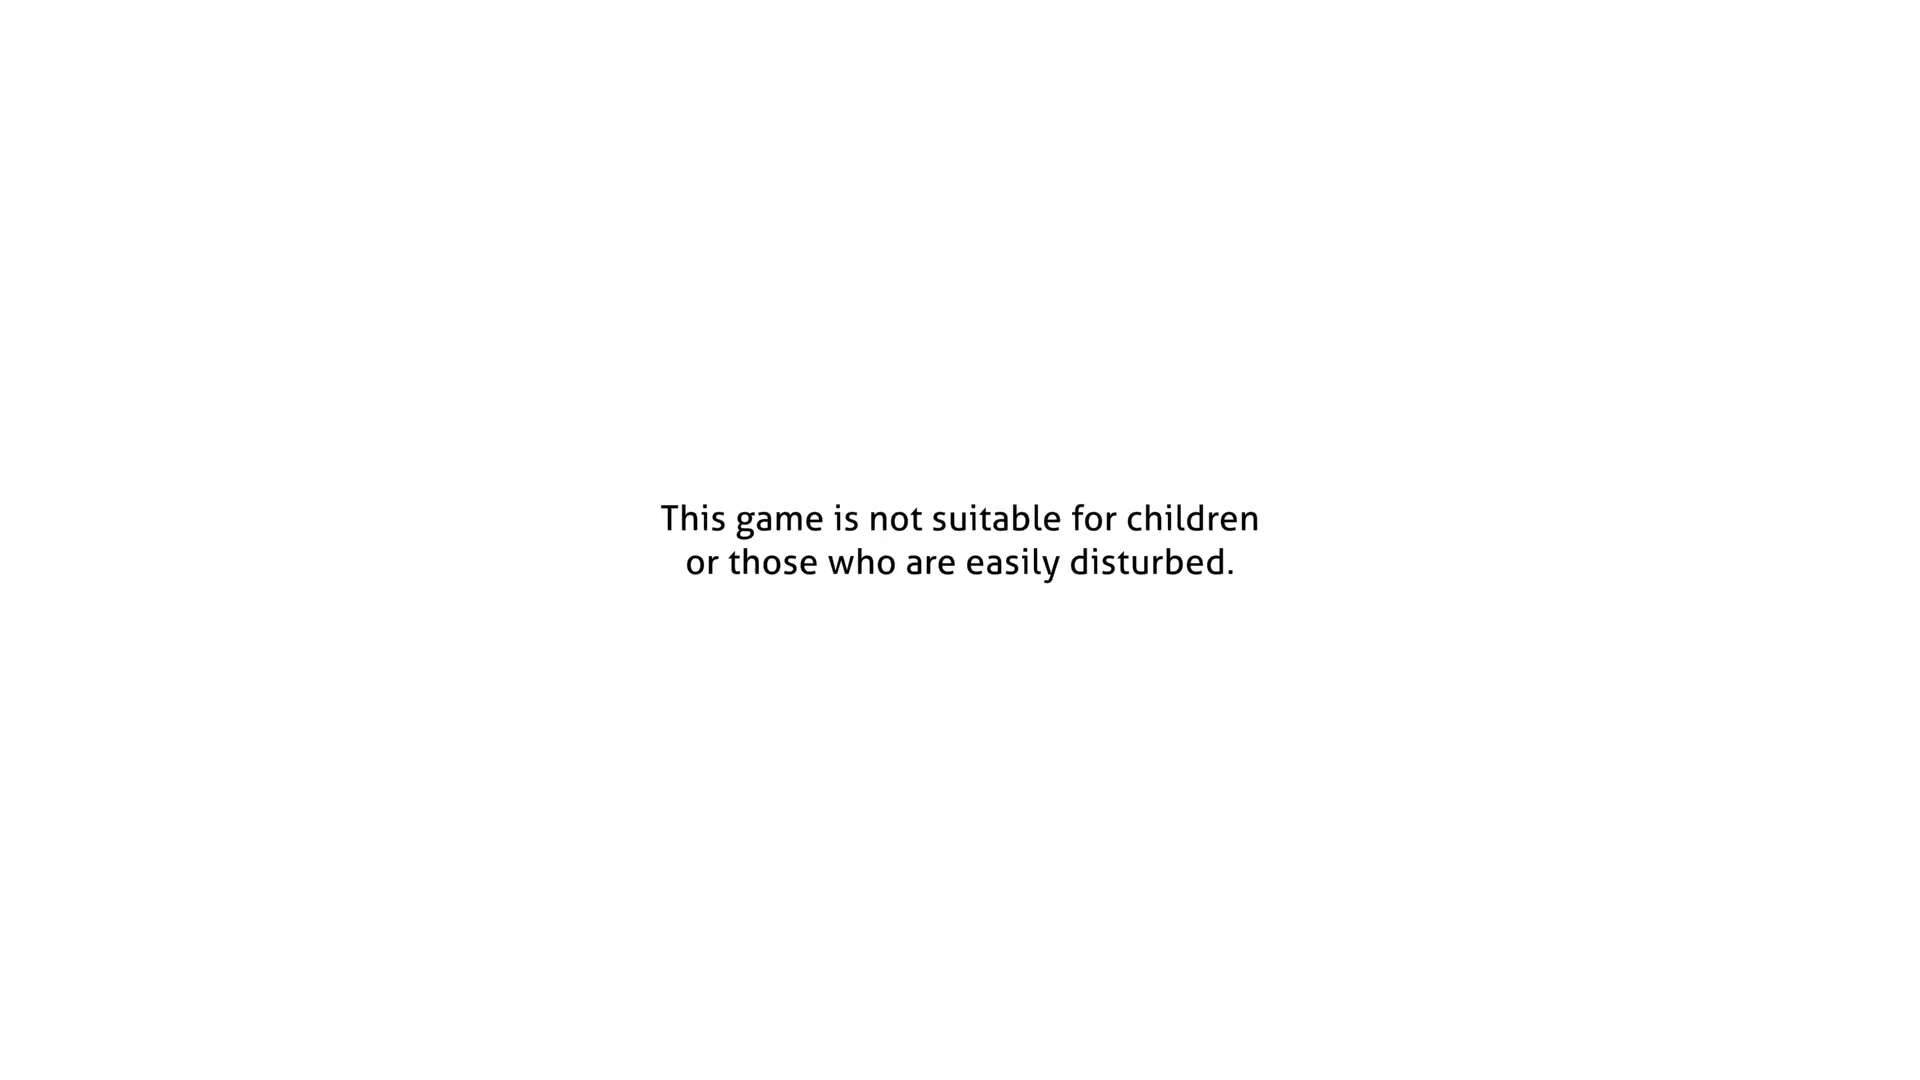 This game is not suitable for children
or those who are easily disturbed.